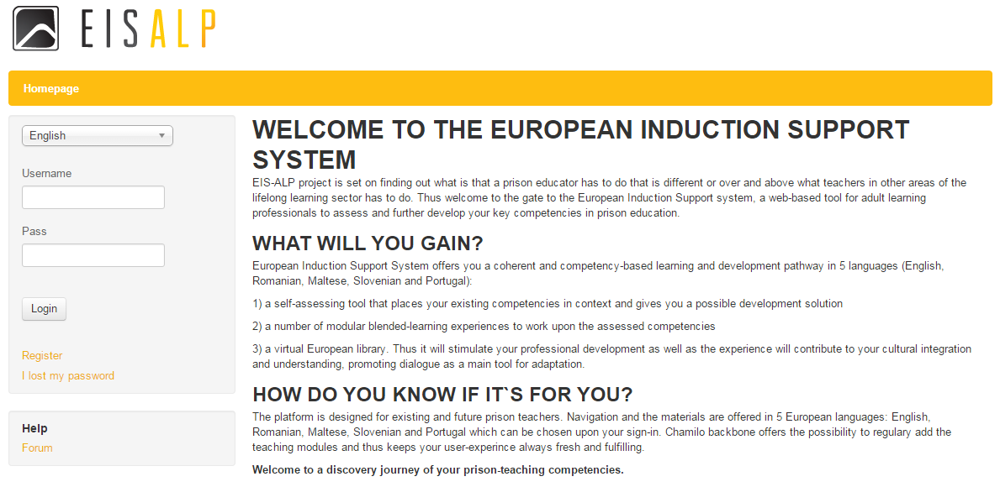 EISALP
Homepage
English
Username
Pass
Login
Register
I lost my password
Help
Forum
WELCOME TO THE EUROPEAN INDUCTION SUPPORT
SYSTEM
EIS-ALP project is set on finding out what is that a prison educator has to do that is different or over and above what teachers in other areas of the
lifelong learning sector has to do. Thus welcome to the gate to the European Induction Support system, a web-based tool for adult learning
professionals to assess and further develop your key competencies in prison education.
WHAT WILL YOU GAIN?
European Induction Support System offers you a coherent and competency-based learning and development pathway in 5 languages (English,
Romanian, Maltese, Slovenian and Portugal):
1) a self-assessing tool that places your existing competencies in context and gives you a possible development solution
2) a number of modular blended-learning experiences to work upon the assessed competencies
3) a virtual European library. Thus it will stimulate your professional development as well as the experience will contribute to your cultural integration
and understanding, promoting dialogue as a main tool for adaptation.
HOW DO YOU KNOW IF IT`S FOR YOU?
The platform is designed for existing and future prison teachers. Navigation and the materials are offered in 5 European languages: English,
Romanian, Maltese, Slovenian and Portugal which can be chosen upon your sign-in. Chamilo backbone offers the possibility to regulary add the
teaching modules and thus keeps your user-experince always fresh and fulfilling.
Welcome to a discovery journey of your prison-teaching competencies.